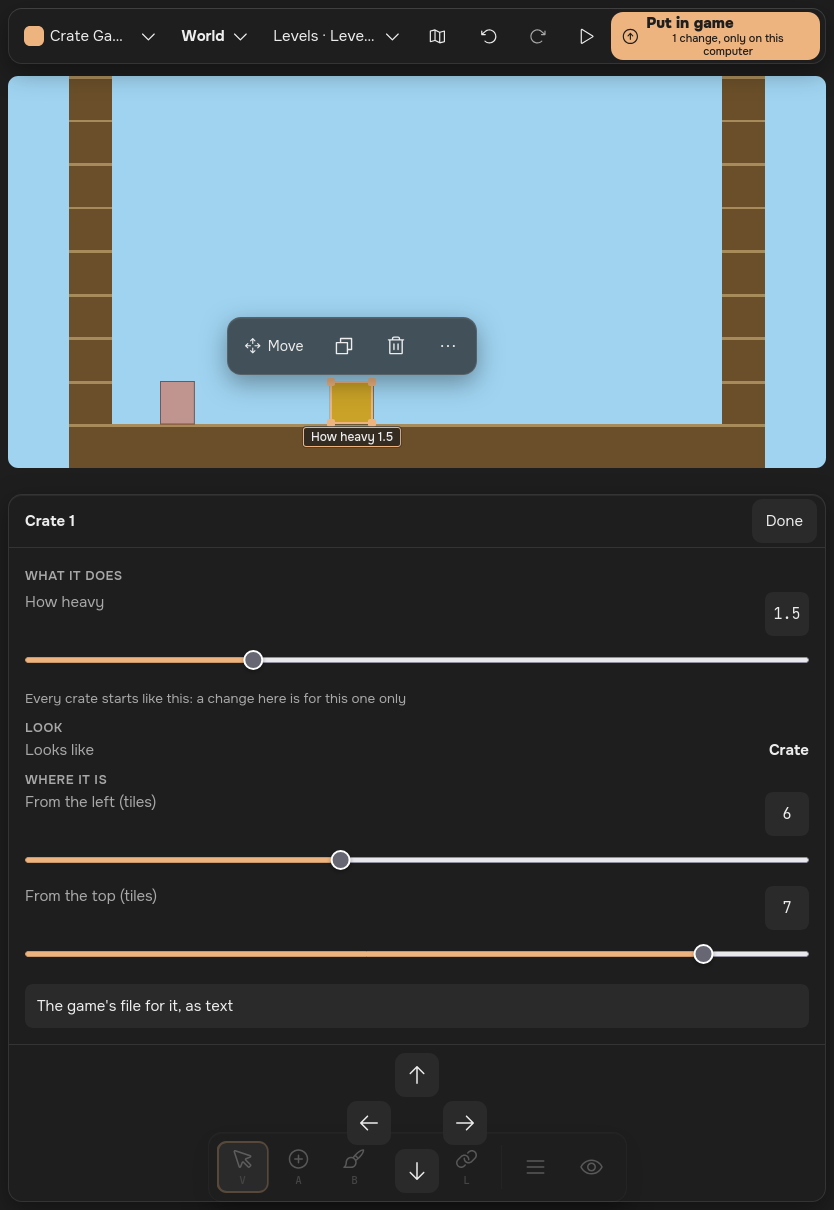 Crate Ga...
World
Levels · Leve...
Put in game
1 change, only on this
computer
Move
How heavy 1.5
Crate 1
Done
WHAT IT DOES
How heavy
1.5
Every crate starts like this: a change here is for this one only
LOOK
Looks like
Crate
WHERE IT IS
From the left (tiles)
6
From the top (tiles)
7
The game's file for it, as text
V
A
B
L